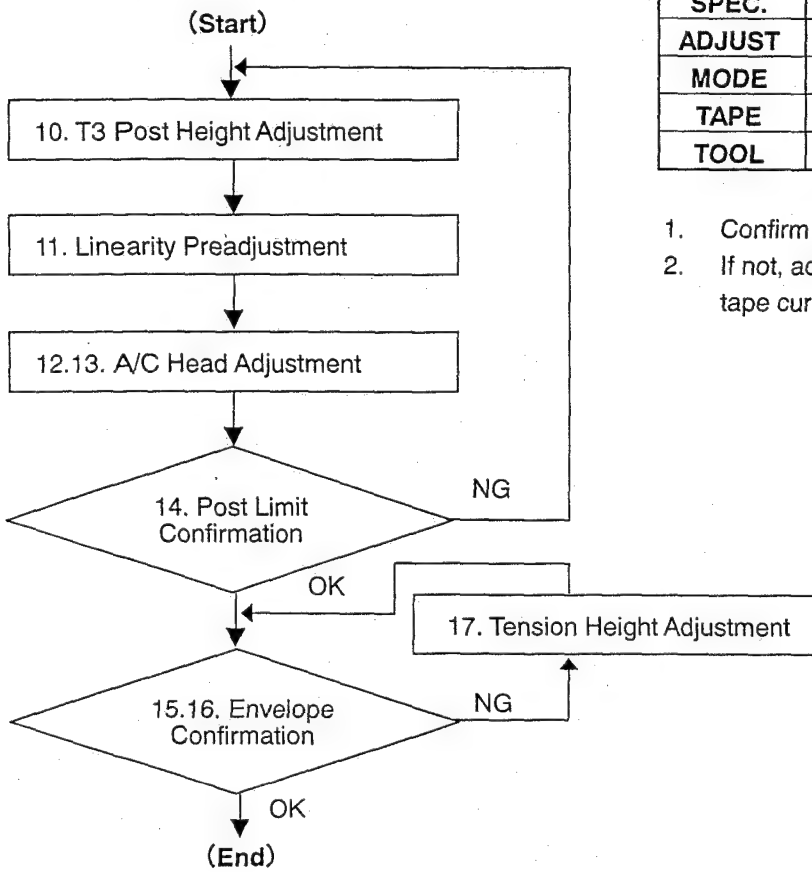 (Start)
10. T3 Post Height Adjustment
11. Linearity Preadjustment
12.13. A/C Head Adjustment
14. Post Limit
Confirmation
NG
OK
17. Tension Height Adjustment
15.16. Envelope
Confirmation
NG
OK
(End)
SPEC.
ADJUST
MODE
TAPE
TOOL
1. Confirm
2. If not, ad
tape cur